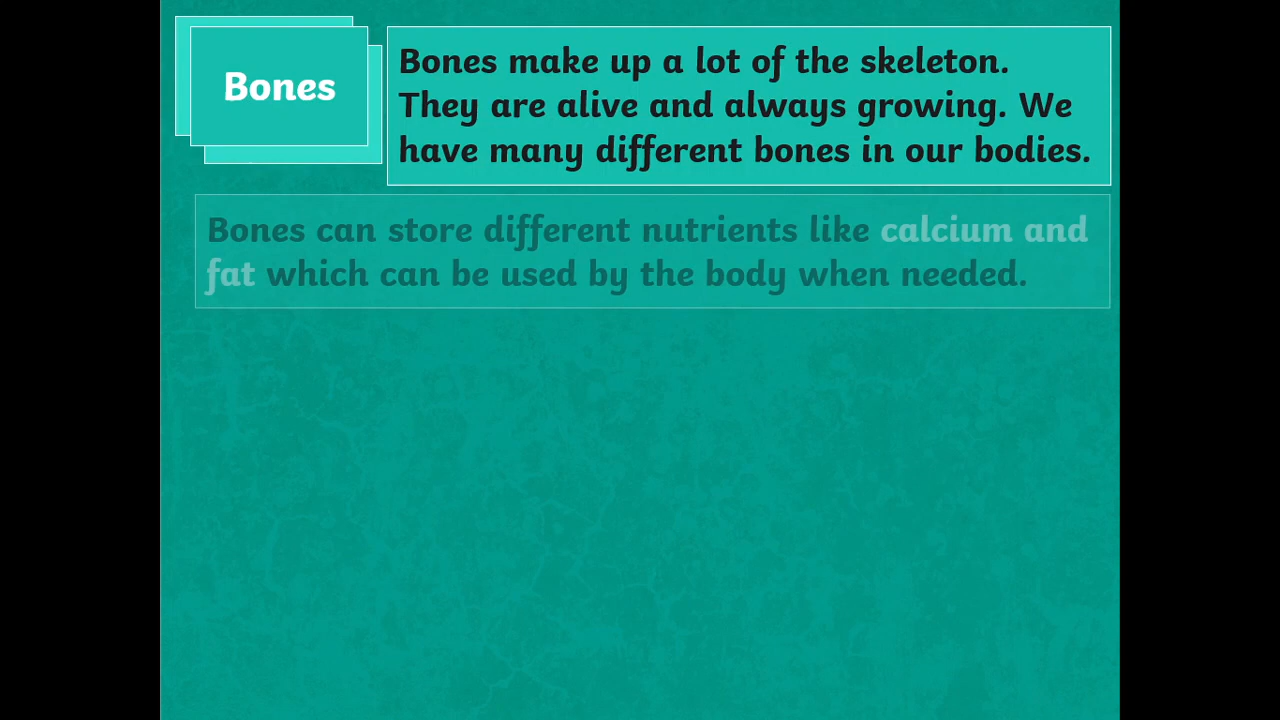 Bones
Bones make up a lot of the skeleton.
They are alive and always growing. We
have many different bones in our bodies.
Bones can store different nutrients like calcium and
fat which can be used by the body when needed.